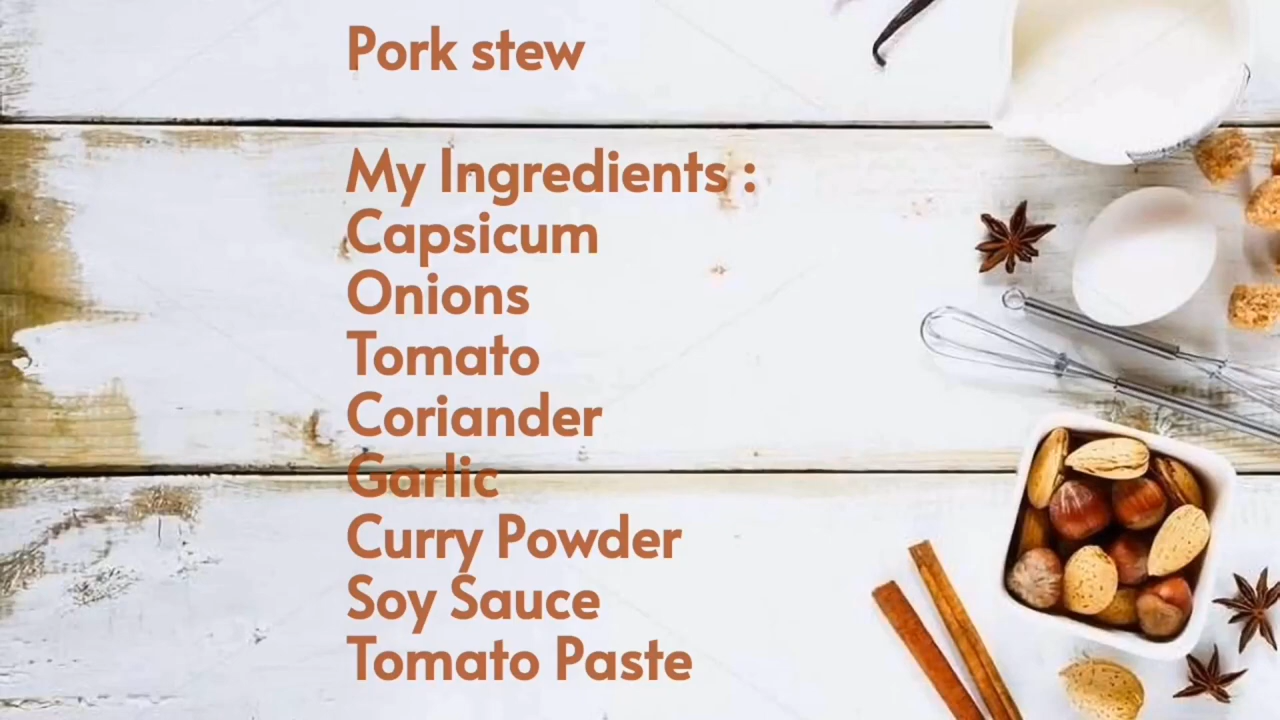 Pork stew
My Ingredients :
Capsicum
Onions
Tomato
Coriander
Garlic
Curry Powder
Soy Sauce
Tomato Paste